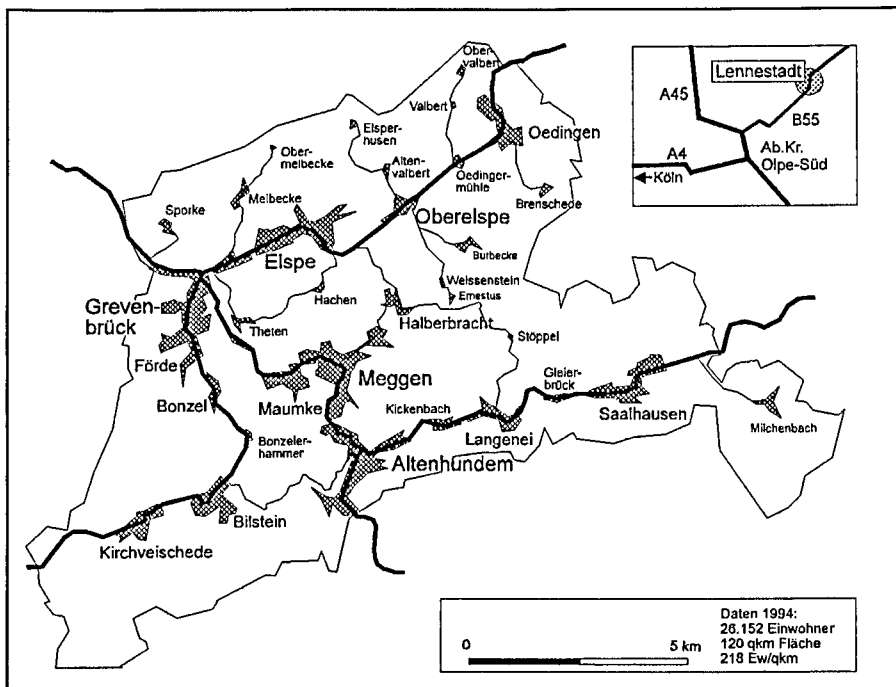 Ober-
valbert
Valbert
Elsper-
husen
Oedingen
Ober-
melbecke
Alten-
valbert
Oedinger-
mühle
Melbecke
Brenschede
Sporke
Oberelspe
Burbecke
Elspe
Weissenstein
Ernestus
Hachen
Greven-
brück
Theten
Halberbracht
Stöppel
Förde
Meggen
Gleier-
brück
Bonzel
Maumke
Kickenbach
Saalhausen
Langenei
Milchenbach
Bonzeler-
hammer
Altenhundem
Bilstein
Kirchveischede
Lennestadt
A45
B55
A4
Ab.Kr.
Olpe-Süd
Köln
0
5 km
Daten 1994:
26.152 Einwohner
120 qkm Fläche
218 Ew/qkm